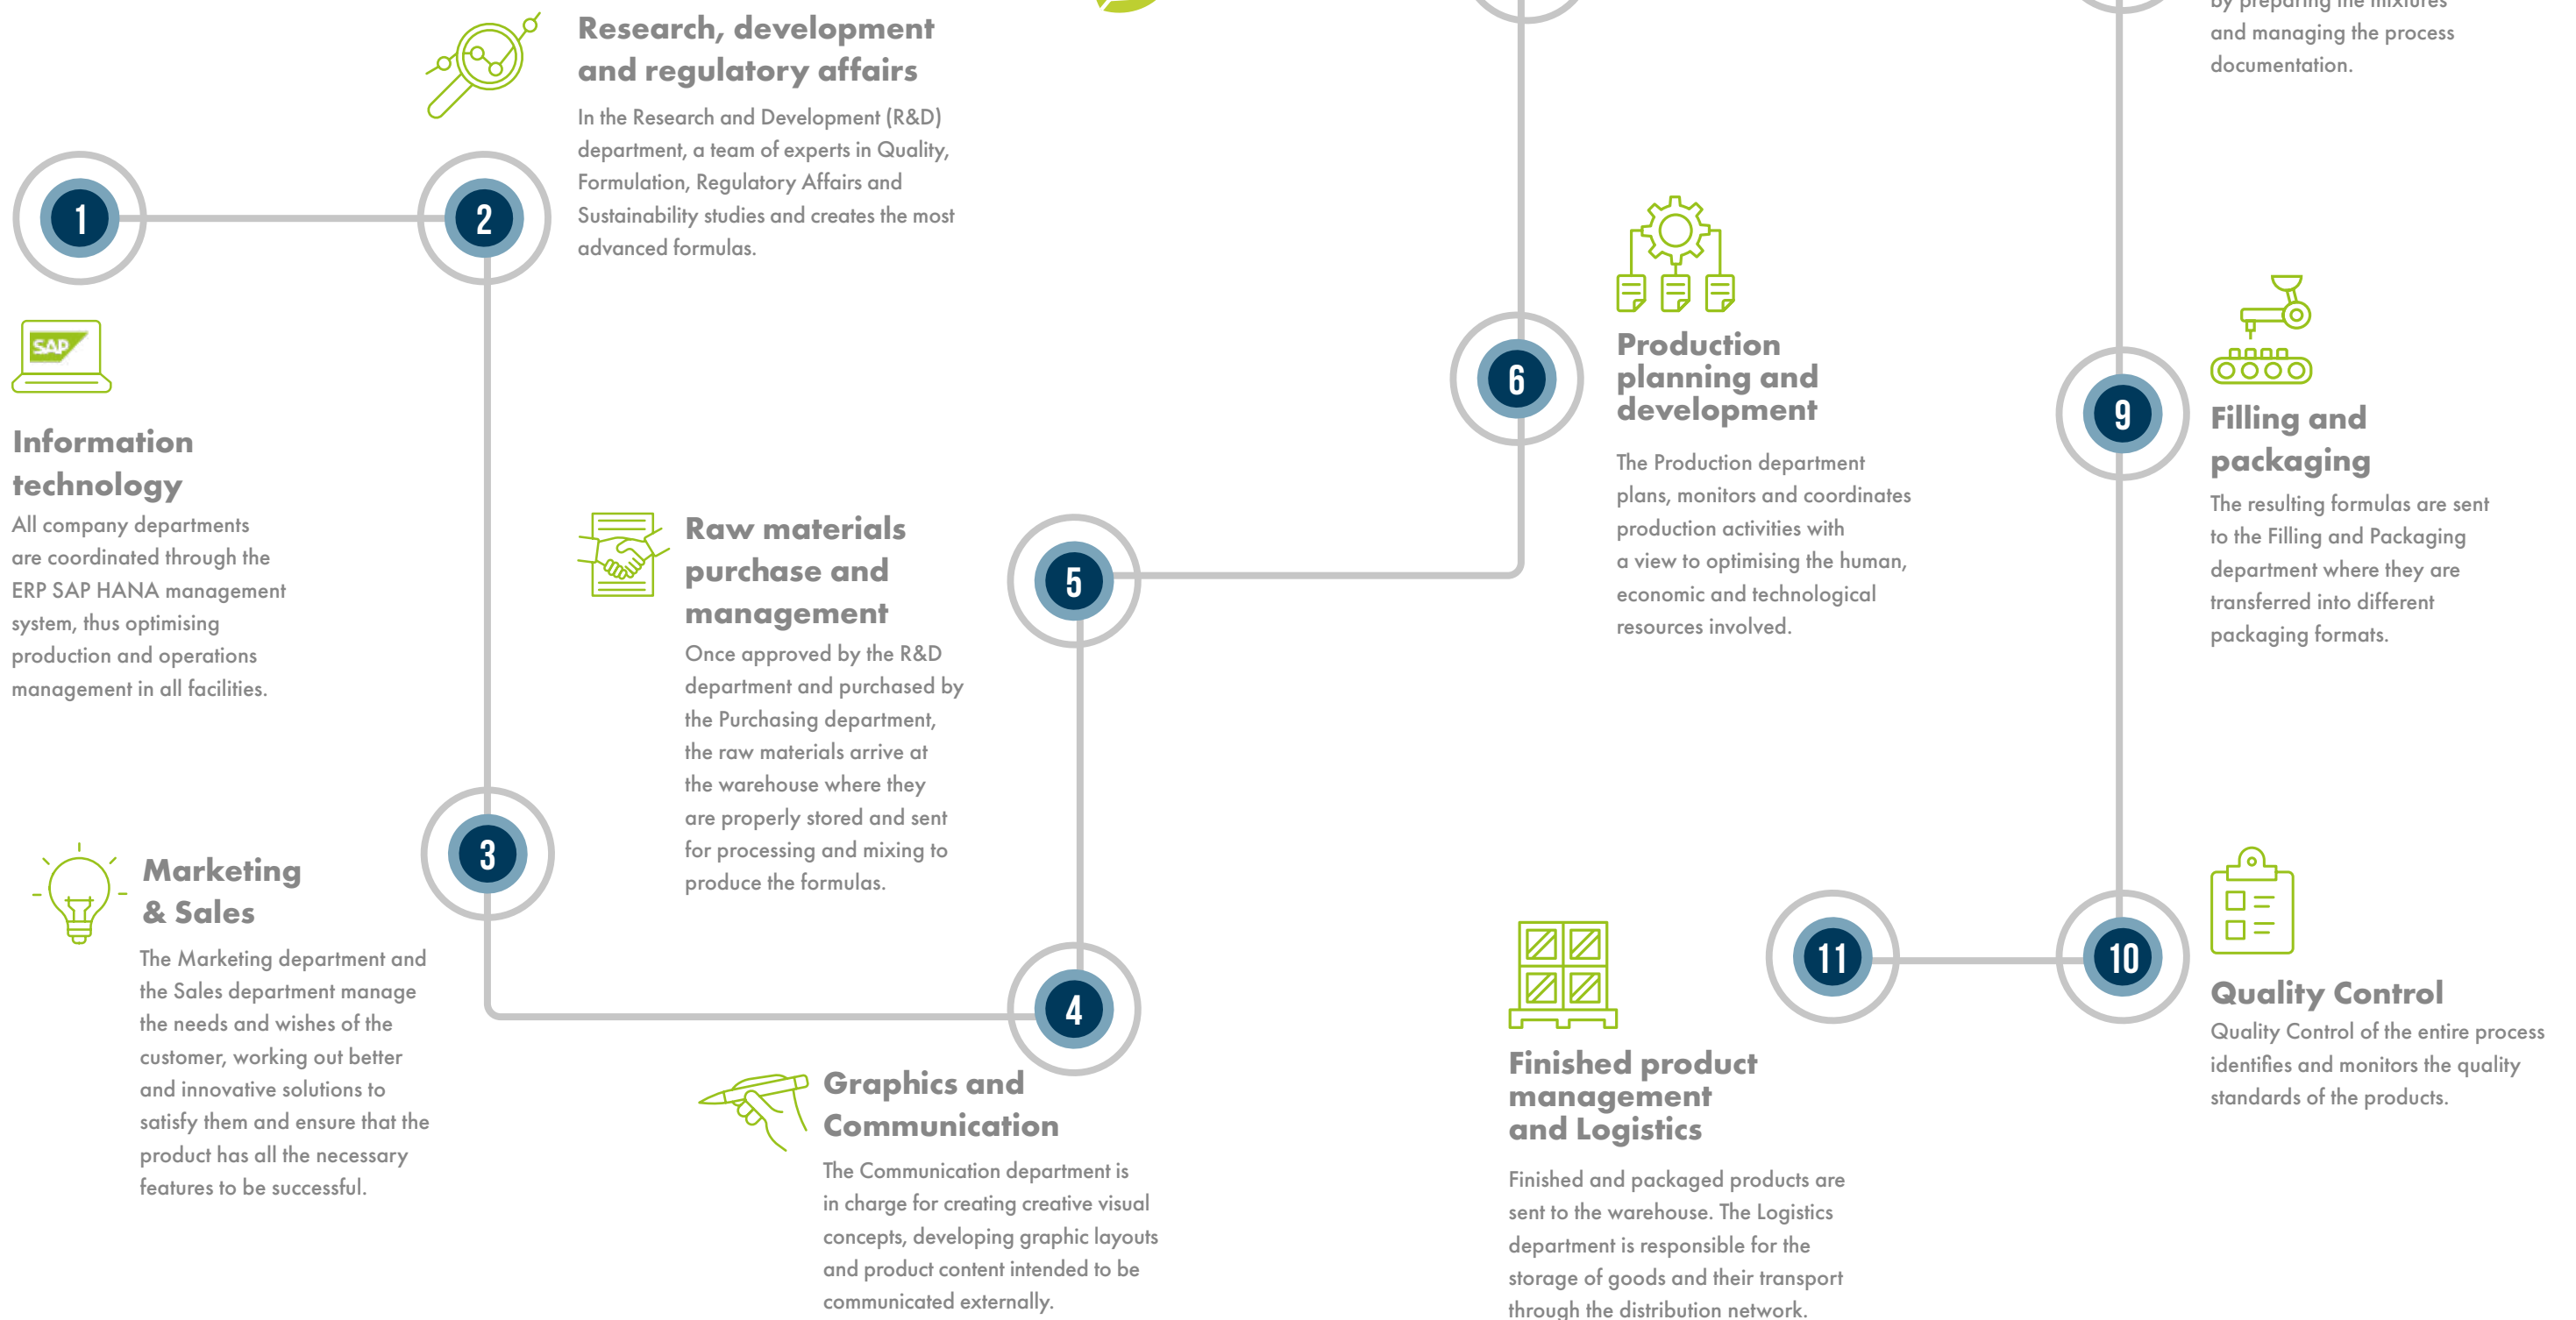 1
SAP
Information
technology
All company departments
are coordinated through the
ERP SAP HANA management
system, thus optimising
production and operations
management in all facilities.
2
Research, development
and regulatory affairs
In the Research and Development (R&D)
department, a team of experts in Quality,
Formulation, Regulatory Affairs and
Sustainability studies and creates the most
advanced formulas.
3
Marketing
& Sales
The Marketing department and
the Sales department manage
the needs and wishes of the
customer, working out better
and innovative solutions to
satisfy them and ensure that the
product has all the necessary
features to be successful.
4
Graphics and
Communication
The Communication department is
in charge for creating creative visual
concepts, developing graphic layouts
and product content intended to be
communicated externally.
5
Raw materials
purchase and
management
Once approved by the R&D
department and purchased by
the Purchasing department,
the raw materials arrive at
the warehouse where they
are properly stored and sent
for processing and mixing to
produce the formulas.
6
Production
planning and
development
The Production department
plans, monitors and coordinates
production activities with
a view to optimising the human,
economic and technological
resources involved.
by preparing the mixtures
and managing the process
documentation.
9
Filling and
packaging
The resulting formulas are sent
to the Filling and Packaging
department where they are
transferred into different
packaging formats.
10
Quality Control
Quality Control of the entire process
identifies and monitors the quality
standards of the products.
11
Finished product
management
and Logistics
Finished and packaged products are
sent to the warehouse. The Logistics
department is responsible for the
storage of goods and their transport
through the distribution network.